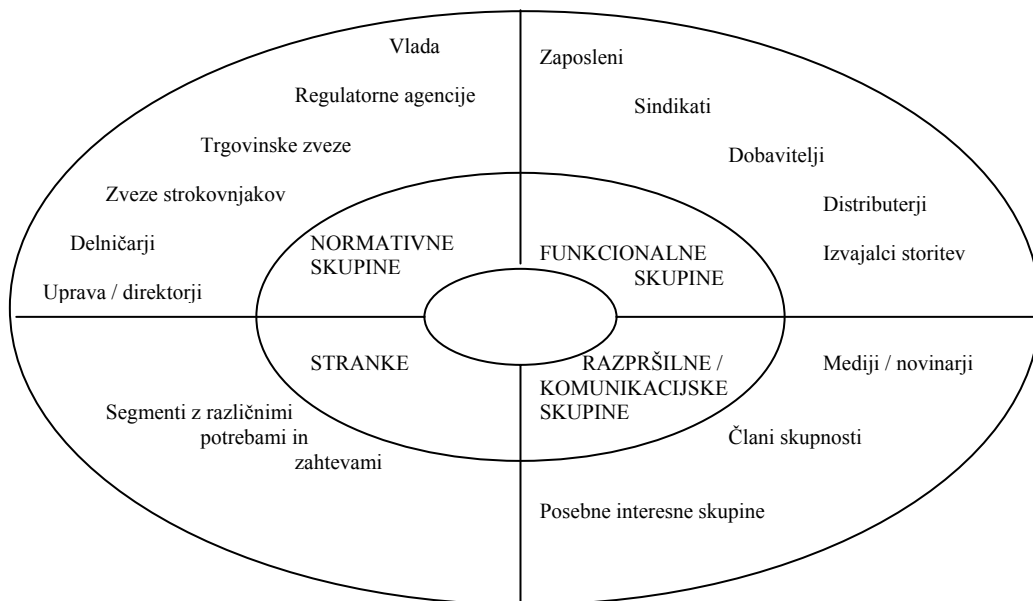 Vlada
Regulatorne agencije
Trgovinske zveze
Zveze strokovnjakov
Delničarji
Uprava / direktorji
NORMATIVNE
SKUPINE
Zaposleni
Sindikati
Dobavitelji
Distributerji
Izvajalci storitev
FUNKCIONALNE
SKUPINE
STRANKE
Segmenti z različnimi
potrebami in
zahtevami
RAZPRŠILNE /
KOMUNIKACIJSKE
SKUPINE
Mediji / novinarji
Člani skupnosti
Posebne interesne skupine